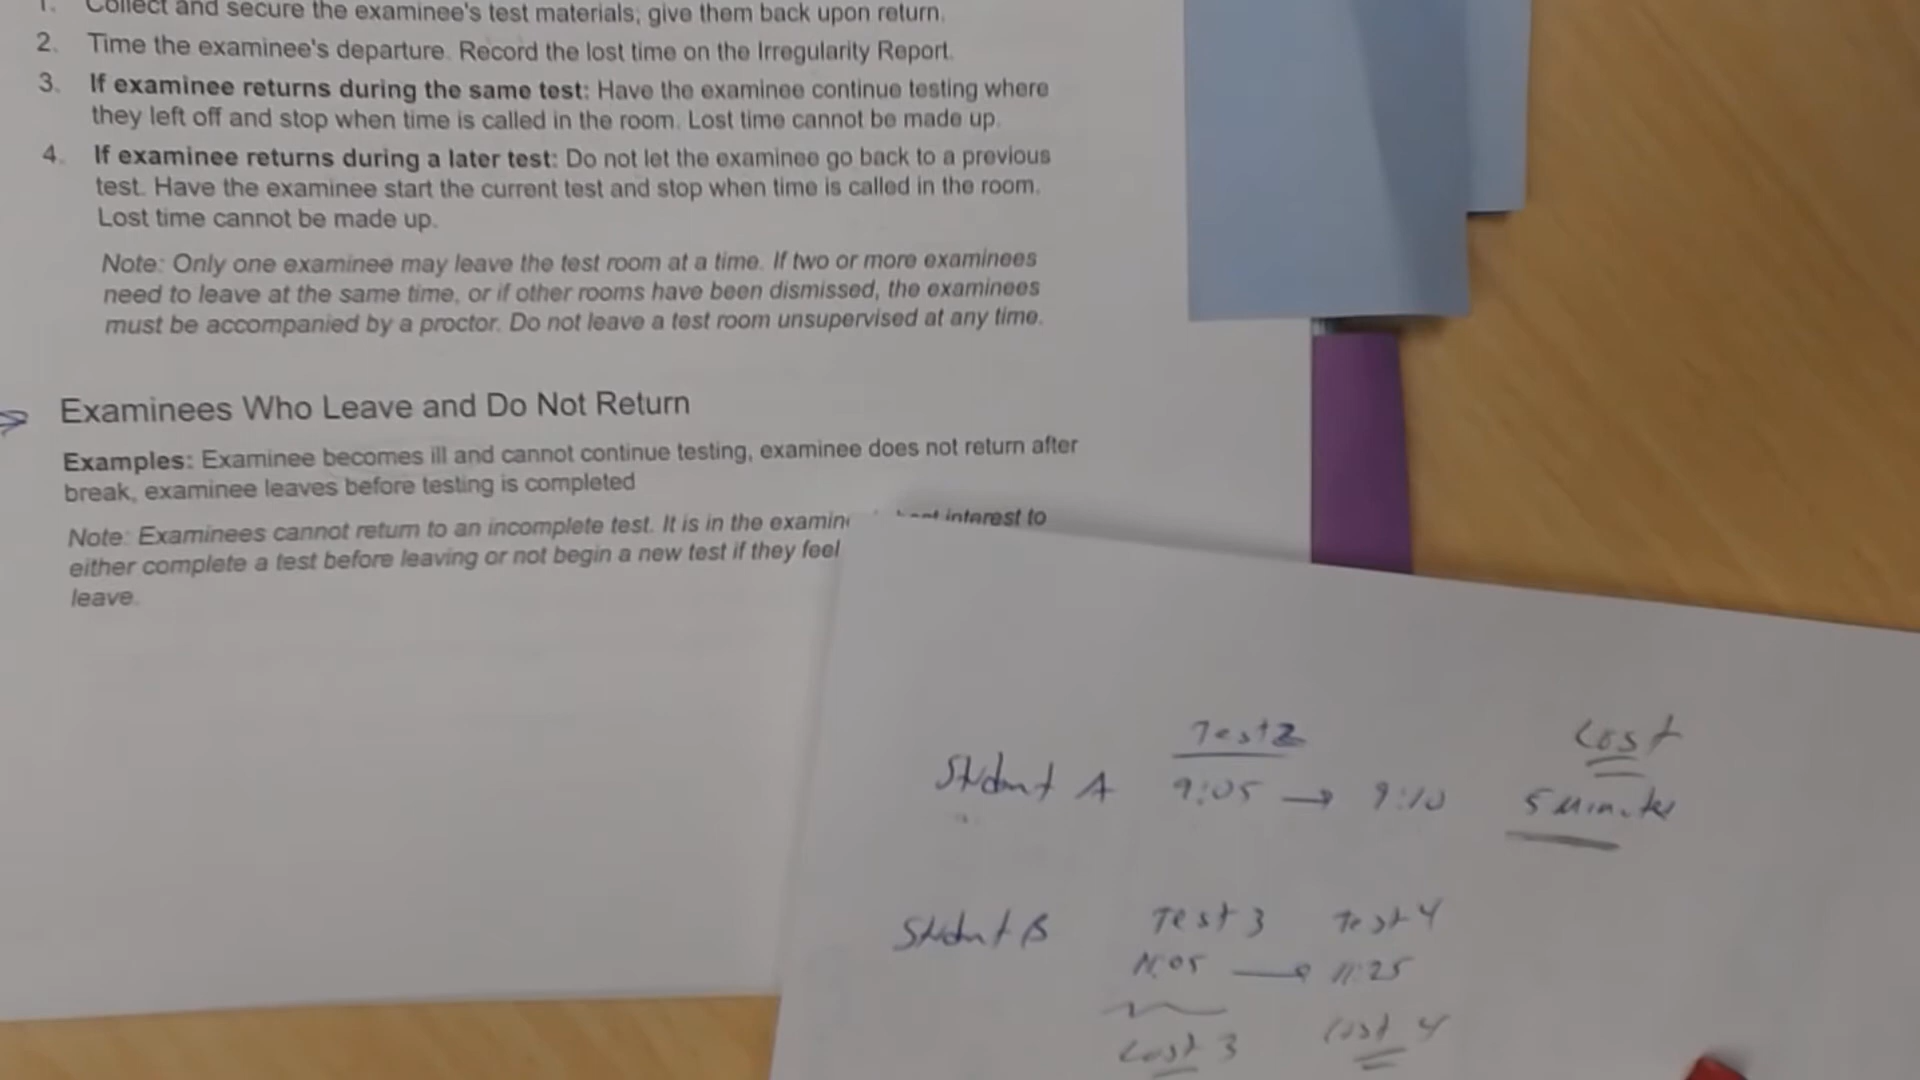 1. Collect and secure the examinee's test materials; give them back upon return.
2. Time the examinee's departure. Record the lost time on the Irregularity Report.
3. If examinee returns during the same test: Have the examinee continue testing where
they left off and stop when time is called in the room. Lost time cannot be made up.
4. If examinee returns during a later test: Do not let the examinee go back to a previous
test. Have the examinee start the current test and stop when time is called in the room.
Lost time cannot be made up.
Note: Only one examinee may leave the test room at a time. If two or more examinees
need to leave at the same time, or if other rooms have been dismissed, the examinees
must be accompanied by a proctor. Do not leave a test room unsupervised at any time.
Examinees Who Leave and Do Not Return
Examples: Examinee becomes ill and cannot continue testing, examinee does not return after
break, examinee leaves before testing is completed
Note: Examinees cannot return to an incomplete test. It is in the interest to
either complete a test before leaving or not begin a new test if they feel
leave.
Test 2 Lost
Student A 9:05 → 9:10 5 Minutes
Student B Test 3 Test 4
11:05 → 11:25
Lost 3 Lost 4